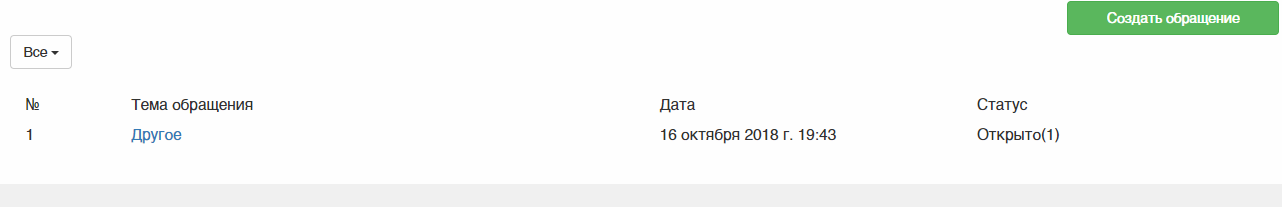 Создать обращение
Все
№ Тема обращения Дата Статус
1 Другое 16 октября 2018 г. 19:43 Открыто(1)